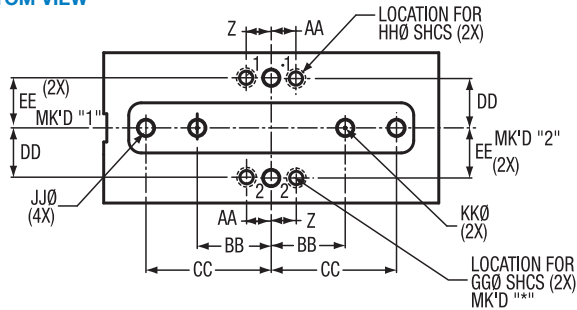 TOM VIEW
LOCATION FOR
HHØ SHCS (2X)
Z
AA
1
1
EE (2X)
MK'D "1"
DD
DD
EE
MK'D "2"
(2X)
JJØ
(4X)
2
2
AA
Z
BB
BB
KKØ
(2X)
CC
CC
LOCATION FOR
GGØ SHCS (2X)
MK'D "*"